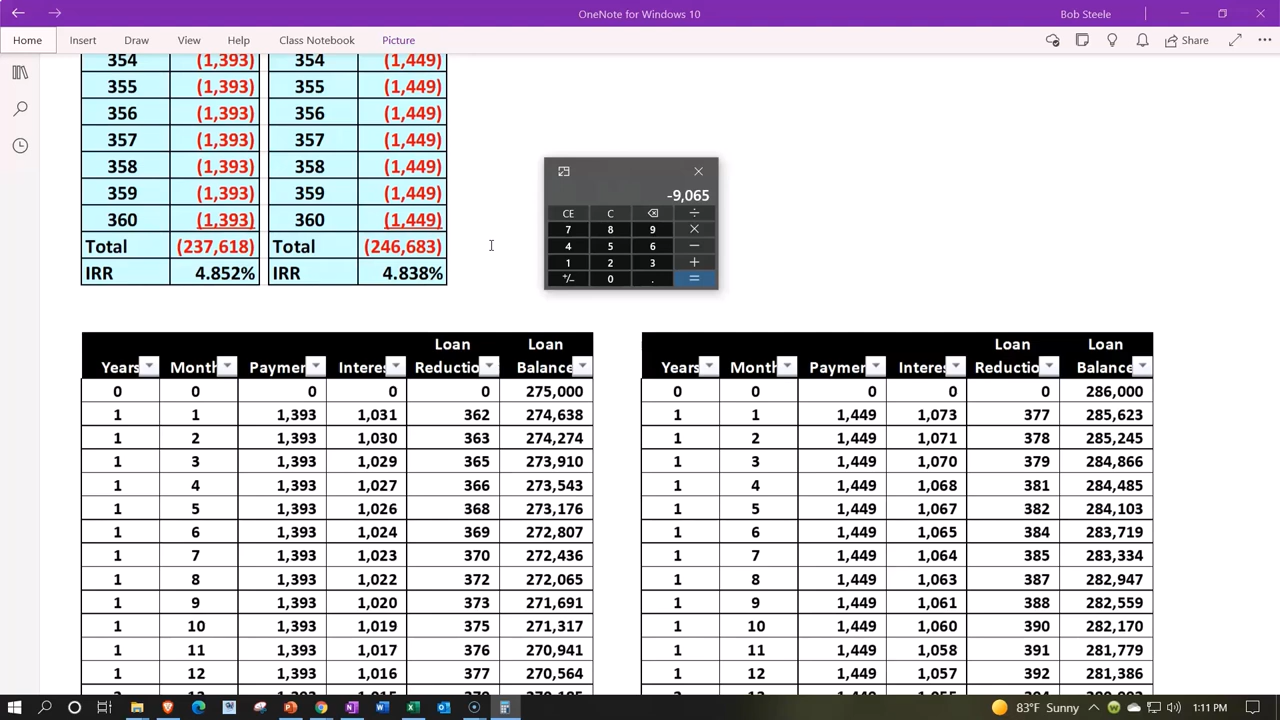 OneNote for Windows 10
Bob Steele
Home Insert Draw View Help Class Notebook Picture
Share
354 (1,393) 354 (1,449)
355 (1,393) 355 (1,449)
356 (1,393) 356 (1,449)
357 (1,393) 357 (1,449)
358 (1,393) 358 (1,449)
359 (1,393) 359 (1,449)
360 (1,393) 360 (1,449)
Total (237,618) Total (246,683)
IRR 4.852% IRR 4.838%
-9,065
CE C ⌫ ÷
7 8 9 ×
4 5 6 −
1 2 3 +
+/− 0 . =
Loan Loan Loan Loan
Years Month Paymer Interes Reductio Balance Years Month Paymer Interes Reductio Balance
0 0 0 0 0 275,000 0 0 0 0 0 286,000
1 1 1,393 1,031 362 274,638 1 1 1,449 1,073 377 285,623
1 2 1,393 1,030 363 274,274 1 2 1,449 1,071 378 285,245
1 3 1,393 1,029 365 273,910 1 3 1,449 1,070 379 284,866
1 4 1,393 1,027 366 273,543 1 4 1,449 1,068 381 284,485
1 5 1,393 1,026 368 273,176 1 5 1,449 1,067 382 284,103
1 6 1,393 1,024 369 272,807 1 6 1,449 1,065 384 283,719
1 7 1,393 1,023 370 272,436 1 7 1,449 1,064 385 283,334
1 8 1,393 1,022 372 272,065 1 8 1,449 1,063 387 282,947
1 9 1,393 1,020 373 271,691 1 9 1,449 1,061 388 282,559
1 10 1,393 1,019 375 271,317 1 10 1,449 1,060 390 282,170
1 11 1,393 1,017 376 270,941 1 11 1,449 1,058 391 281,779
1 12 1,393 1,016 377 270,564 1 12 1,449 1,057 392 281,386
83°F Sunny 1:11 PM